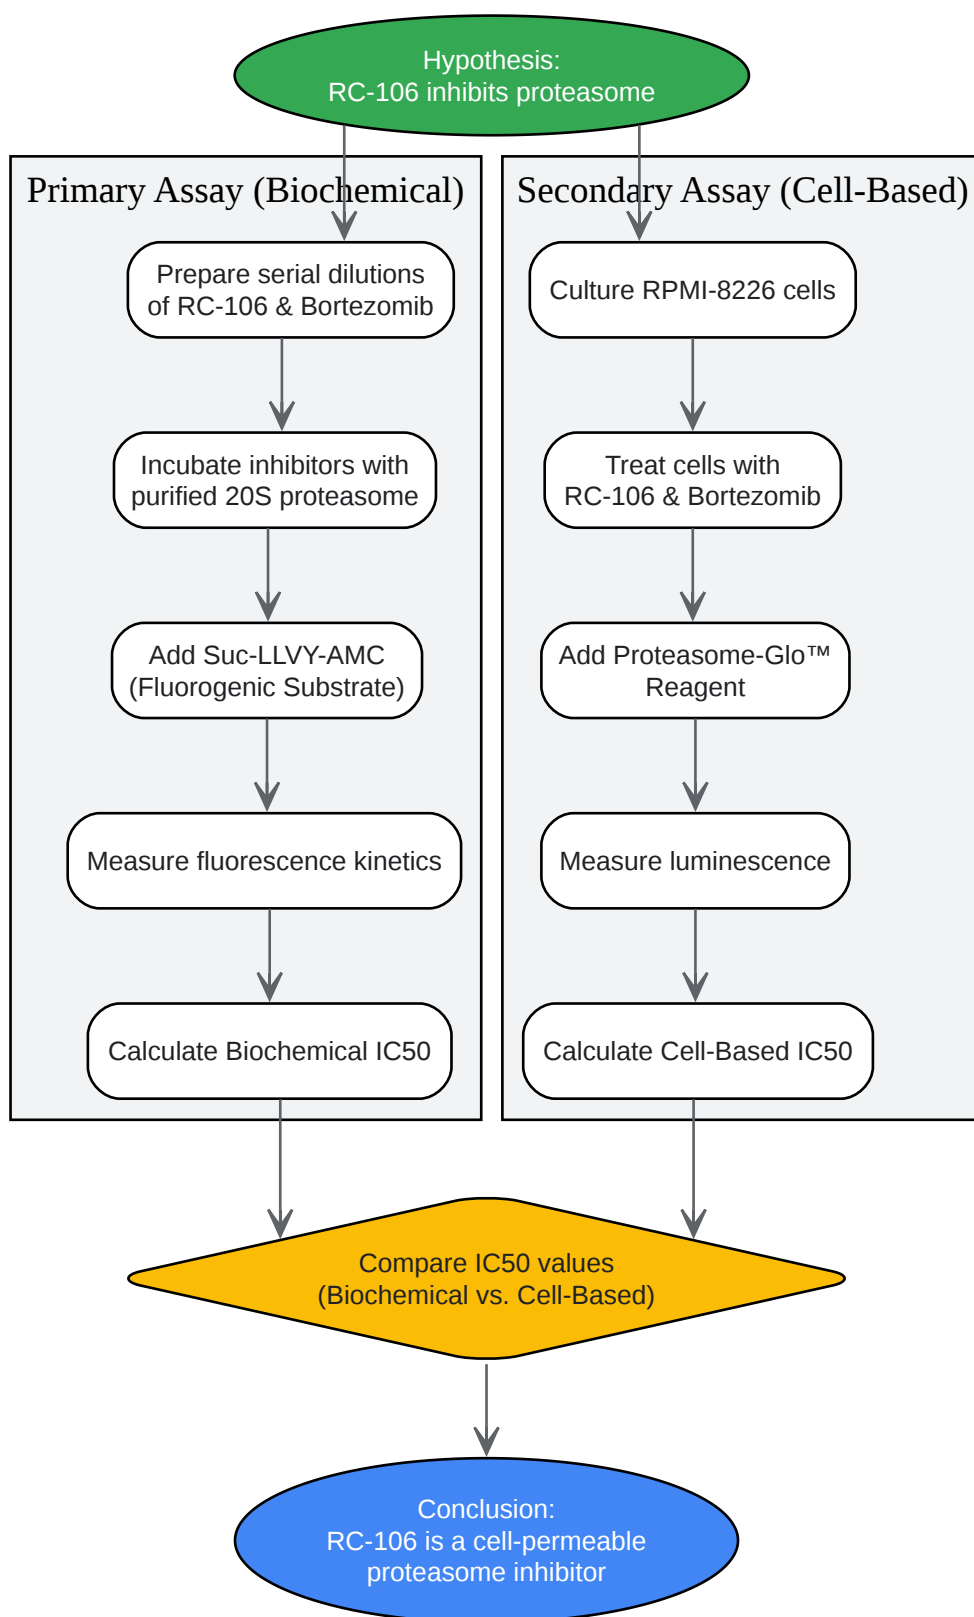 Hypothesis:
RC-106 inhibits proteasome
Primary Assay (Biochemical)
Prepare serial dilutions
of RC-106 & Bortezomib
Incubate inhibitors with
purified 20S proteasome
Add Suc-LLVY-AMC
(Fluorogenic Substrate)
Measure fluorescence kinetics
Calculate Biochemical IC50
Secondary Assay (Cell-Based)
Culture RPMI-8226 cells
Treat cells with
RC-106 & Bortezomib
Add Proteasome-Glo™
Reagent
Measure luminescence
Calculate Cell-Based IC50
Compare IC50 values
(Biochemical vs. Cell-Based)
Conclusion:
RC-106 is a cell-permeable
proteasome inhibitor